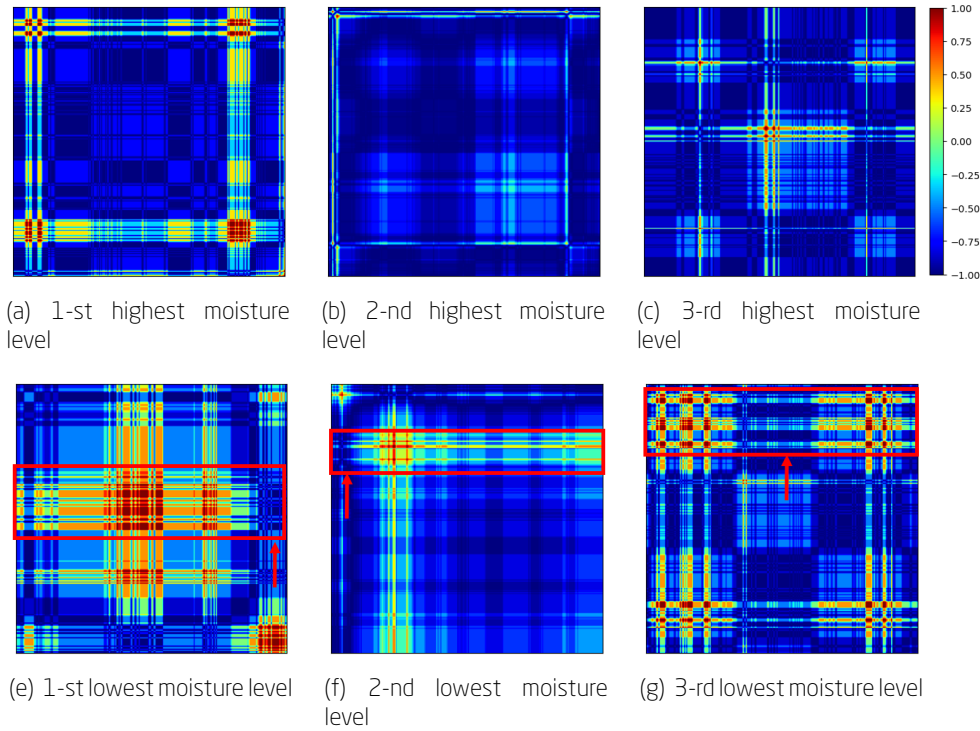 1.00
0.75
0.50
0.25
0.00
−0.25
−0.50
−0.75
−1.00
(a) 1-st highest moisture
level
(b) 2-nd highest moisture
level
(c) 3-rd highest moisture
level
(e) 1-st lowest moisture level
(f) 2-nd lowest moisture
level
(g) 3-rd lowest moisture level